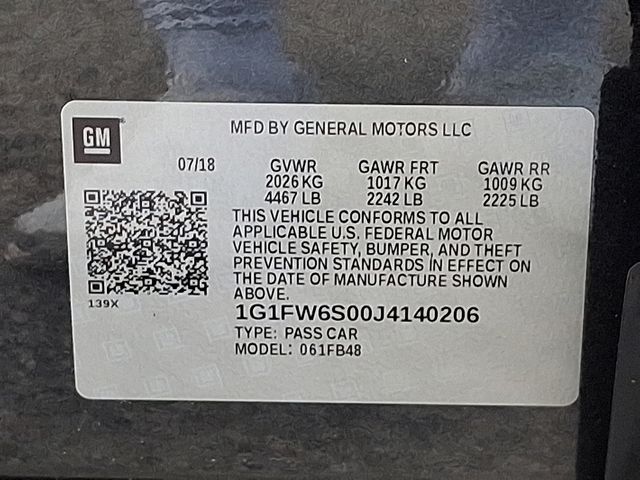 GM
MFD BY GENERAL MOTORS LLC
07/18 GVWR GAWR FRT GAWR RR
2026 KG 1017 KG 1009 KG
4467 LB 2242 LB 2225 LB
THIS VEHICLE CONFORMS TO ALL
APPLICABLE U.S. FEDERAL MOTOR
VEHICLE SAFETY, BUMPER, AND THEFT
PREVENTION STANDARDS IN EFFECT ON
THE DATE OF MANUFACTURE SHOWN
ABOVE.
139X
1G1FW6S00J4140206
TYPE: PASS CAR
MODEL: 061FB48